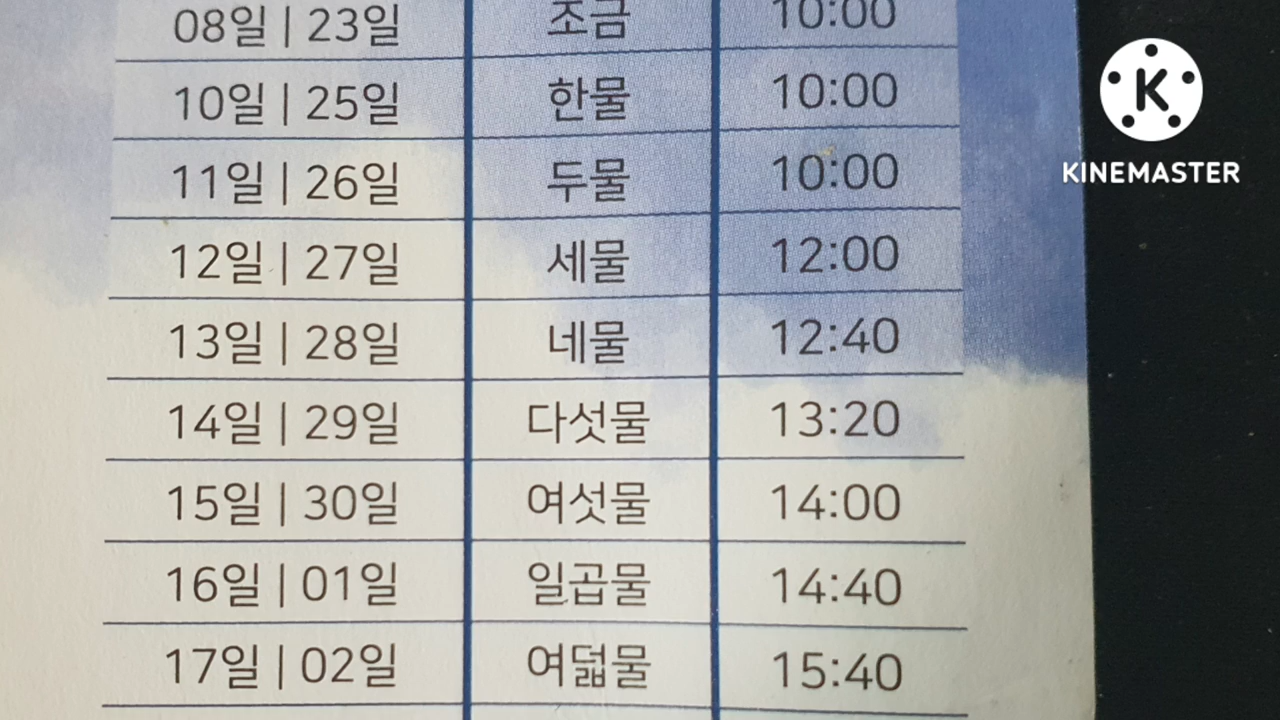 08일 | 23일 조금 10:00
10일 | 25일 한물 10:00
11일 | 26일 두물 10:00
12일 | 27일 세물 12:00
13일 | 28일 네물 12:40
14일 | 29일 다섯물 13:20
15일 | 30일 여섯물 14:00
16일 | 01일 일곱물 14:40
17일 | 02일 여덟물 15:40
K
KINEMASTER